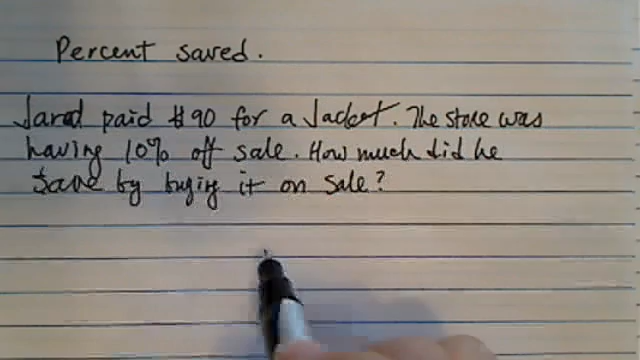 Percent saved.
Jared paid $90 for a Jacket. The store was
having 10% off sale. How much did he
save by buying it on sale?